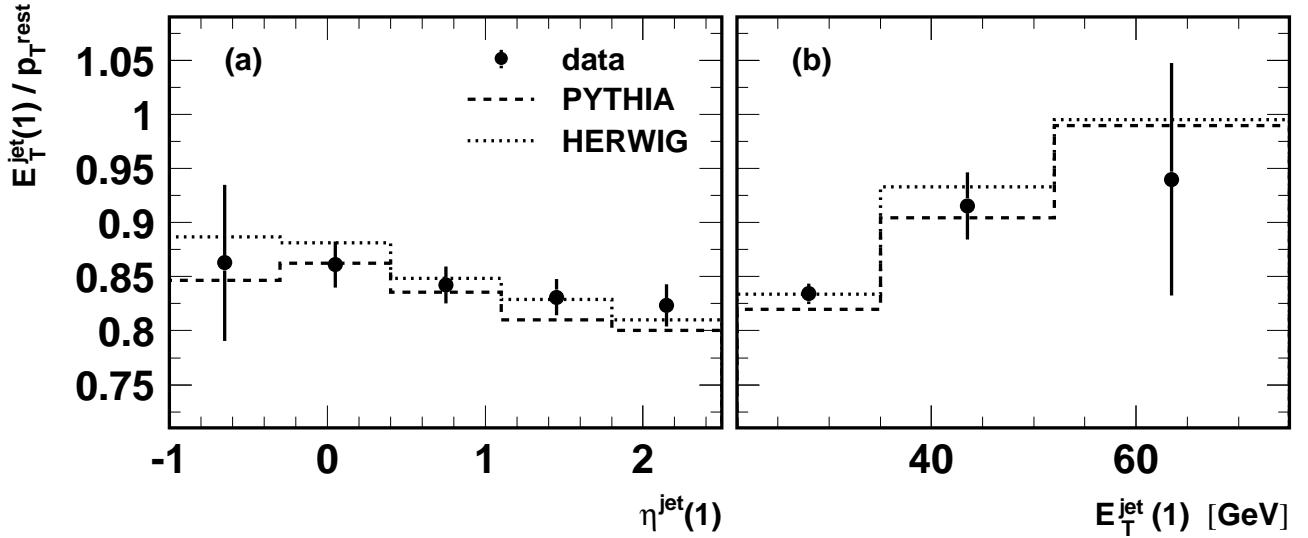 E_T^jet(1) / p_T^rest
1.05
1
0.95
0.9
0.85
0.8
0.75
(a)
data
PYTHIA
HERWIG
(b)
-1 0 1 2
40 60
η^jet(1)
E_T^jet (1) [GeV]